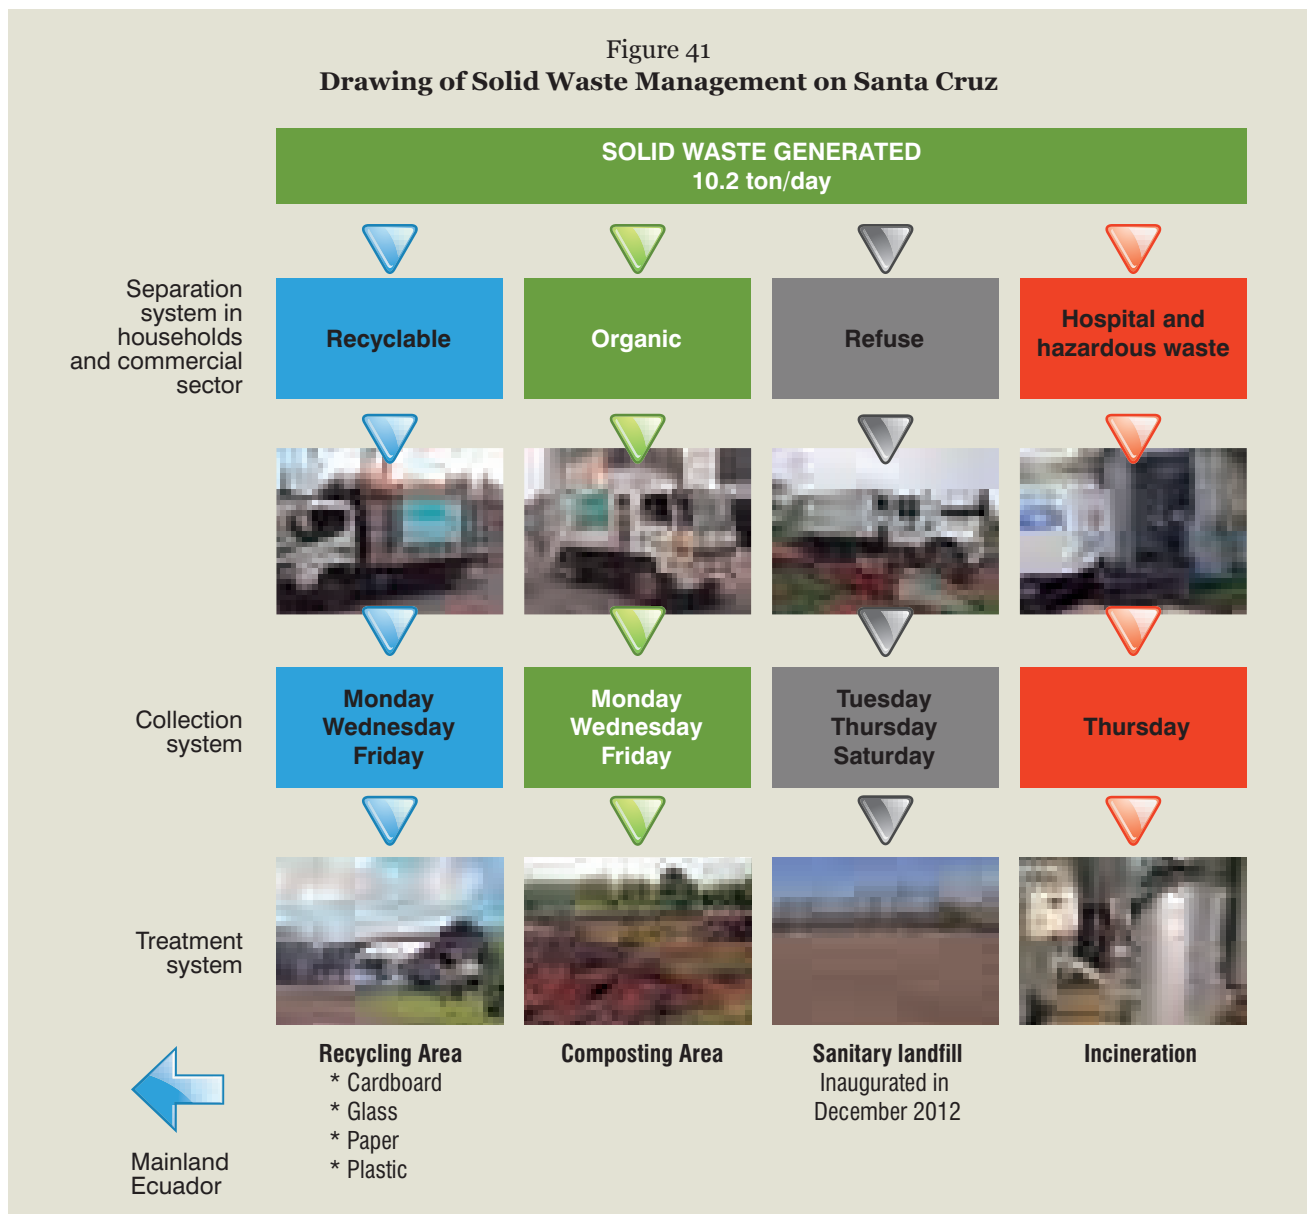 Figure 41
Drawing of Solid Waste Management on Santa Cruz
SOLID WASTE GENERATED
10.2 ton/day
Separation
system in
households
and commercial
sector
Recyclable
Organic
Refuse
Hospital and
hazardous waste
Collection
system
Monday
Wednesday
Friday
Monday
Wednesday
Friday
Tuesday
Thursday
Saturday
Thursday
Treatment
system
Recycling Area
* Cardboard
* Glass
* Paper
* Plastic
Composting Area
Sanitary landfill
Inaugurated in
December 2012
Incineration
Mainland
Ecuador